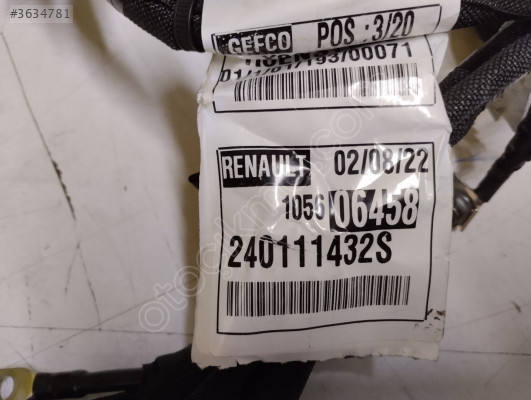 #3634781
GEFCO POS :3/20
RENAULT 02/08/22
1056 06458
240111432S